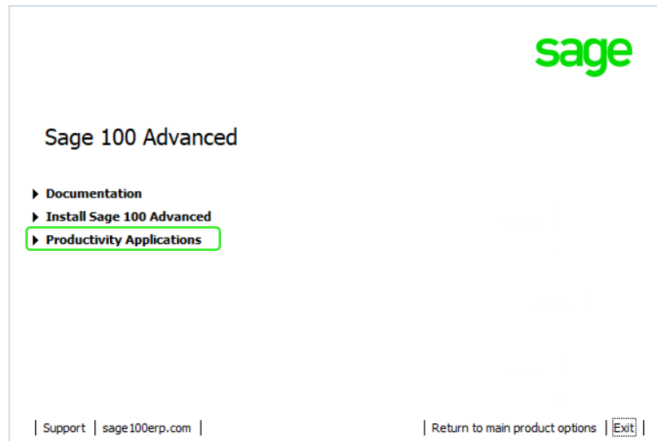 sage
Sage 100 Advanced
Documentation
Install Sage 100 Advanced
Productivity Applications
Support | sage100erp.com | Return to main product options | Exit |